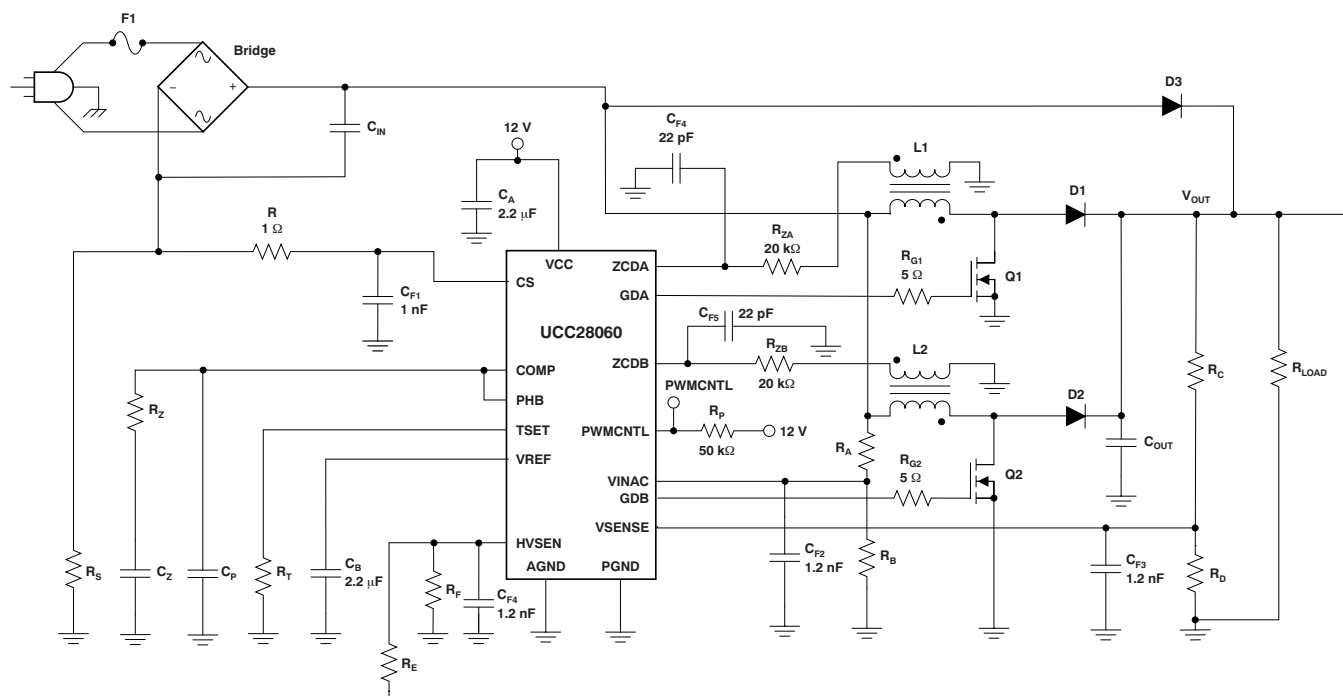 F1
Bridge
~
−
+
~
C_IN
D3
12 V
C_F4
22 pF
L1
C_A
2.2 μF
D1
V_OUT
R
1 Ω
R_ZA
20 kΩ
VCC
ZCDA
CS
R_G1
5 Ω
Q1
GDA
C_F1
1 nF
UCC28060
C_F5
22 pF
ZCDB
R_ZB
20 kΩ
L2
COMP
PHB
PWMCNTL
R_C
R_LOAD
R_Z
TSET
R_P
50 kΩ
12 V
D2
PWMCNTL
VREF
R_A
C_OUT
R_G2
5 Ω
Q2
VINAC
GDB
VSENSE
HVSEN
AGND
PGND
R_S
C_Z
C_P
R_T
C_B
2.2 μF
R_F
C_F4
1.2 nF
C_F2
1.2 nF
R_B
C_F3
1.2 nF
R_D
R_E